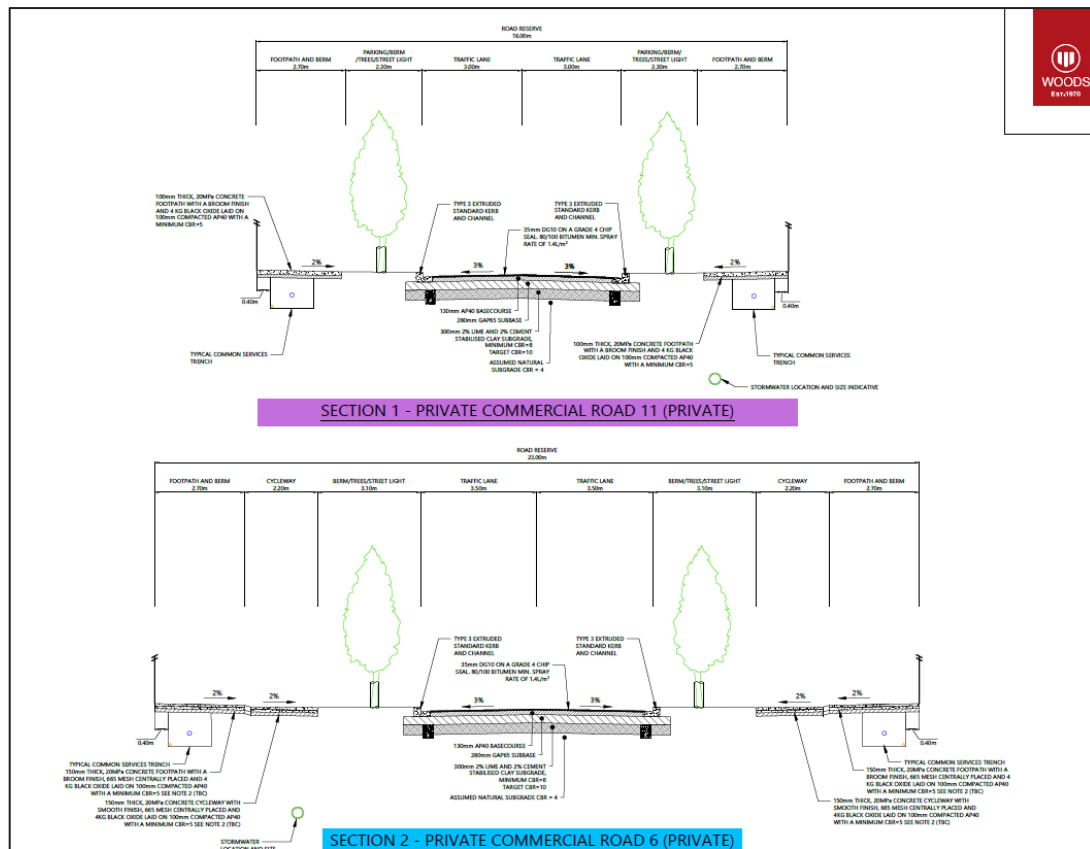 WOODS
EST.1970
ROAD RESERVE
16.00m
FOOTPATH AND BERM
2.70m
PARKING/BERM
/TREES/STREET LIGHT
2.30m
TRAFFIC LANE
3.00m
TRAFFIC LANE
3.00m
PARKING/BERM/
TREES/STREET LIGHT
2.30m
FOOTPATH AND BERM
2.70m
100mm THICK, 20MPa CONCRETE
FOOTPATH WITH A BROOM FINISH
AND 4 KG BLACK OXIDE LAID ON
100mm COMPACTED AP40 WITH A
MINIMUM CBR=5
TYPE 3 EXTRUDED
STANDARD KERB
AND CHANNEL
TYPE 3 EXTRUDED
STANDARD KERB
AND CHANNEL
35mm DG10 ON A GRADE 4 CHIP
SEAL. 80/100 BITUMEN MIN. SPRAY
RATE OF 1.4L/m²
2%
3%
3%
2%
0.40m
0.40m
130mm AP40 BASECOURSE
280mm GAP65 SUBBASE
300mm 2% LIME AND 2% CEMENT
STABILISED CLAY SUBGRADE,
MINIMUM CBR=8
TARGET CBR=10
ASSUMED NATURAL
SUBGRADE CBR = 4
TYPICAL COMMON SERVICES
TRENCH
100mm THICK, 20MPa CONCRETE FOOTPATH
WITH A BROOM FINISH AND 4 KG BLACK
OXIDE LAID ON 100mm COMPACTED AP40
WITH A MINIMUM CBR=5
TYPICAL COMMON SERVICES
TRENCH
STORMWATER LOCATION AND SIZE INDICATIVE
SECTION 1 - PRIVATE COMMERCIAL ROAD 11 (PRIVATE)
ROAD RESERVE
23.00m
FOOTPATH AND BERM
2.70m
CYCLEWAY
2.20m
BERM/TREES/STREET LIGHT
3.10m
TRAFFIC LANE
3.50m
TRAFFIC LANE
3.50m
BERM/TREES/STREET LIGHT
3.10m
CYCLEWAY
2.20m
FOOTPATH AND BERM
2.70m
TYPE 3 EXTRUDED
STANDARD KERB
AND CHANNEL
TYPE 3 EXTRUDED
STANDARD KERB
AND CHANNEL
35mm DG10 ON A GRADE 4 CHIP
SEAL. 80/100 BITUMEN MIN. SPRAY
RATE OF 1.4L/m²
2%
2%
3%
3%
2%
2%
0.40m
0.40m
130mm AP40 BASECOURSE
280mm GAP65 SUBBASE
300mm 2% LIME AND 2% CEMENT
STABILISED CLAY SUBGRADE,
MINIMUM CBR=8
TARGET CBR=10
ASSUMED NATURAL SUBGRADE CBR = 4
TYPICAL COMMON SERVICES TRENCH
150mm THICK, 20MPa CONCRETE FOOTPATH WITH A
BROOM FINISH, 665 MESH CENTRALLY PLACED AND 4
KG BLACK OXIDE LAID ON 100mm COMPACTED AP40
WITH A MINIMUM CBR=5 SEE NOTE 2 (TBC)
150mm THICK, 20MPa CONCRETE CYCLEWAY WITH
SMOOTH FINISH, 665 MESH CENTRALLY PLACED AND
4KG BLACK OXIDE LAID ON 100mm COMPACTED AP40
WITH A MINIMUM CBR=5 SEE NOTE 2 (TBC)
TYPICAL COMMON SERVICES TRENCH
150mm THICK, 20MPa CONCRETE FOOTPATH WITH A
BROOM FINISH, 665 MESH CENTRALLY PLACED AND 4
KG BLACK OXIDE LAID ON 100mm COMPACTED AP40
WITH A MINIMUM CBR=5 SEE NOTE 2 (TBC)
150mm THICK, 20MPa CONCRETE CYCLEWAY WITH
SMOOTH FINISH, 665 MESH CENTRALLY PLACED AND
4KG BLACK OXIDE LAID ON 100mm COMPACTED AP40
WITH A MINIMUM CBR=5 SEE NOTE 2 (TBC)
STORMWATER
LOCATION AND SIZE
SECTION 2 - PRIVATE COMMERCIAL ROAD 6 (PRIVATE)